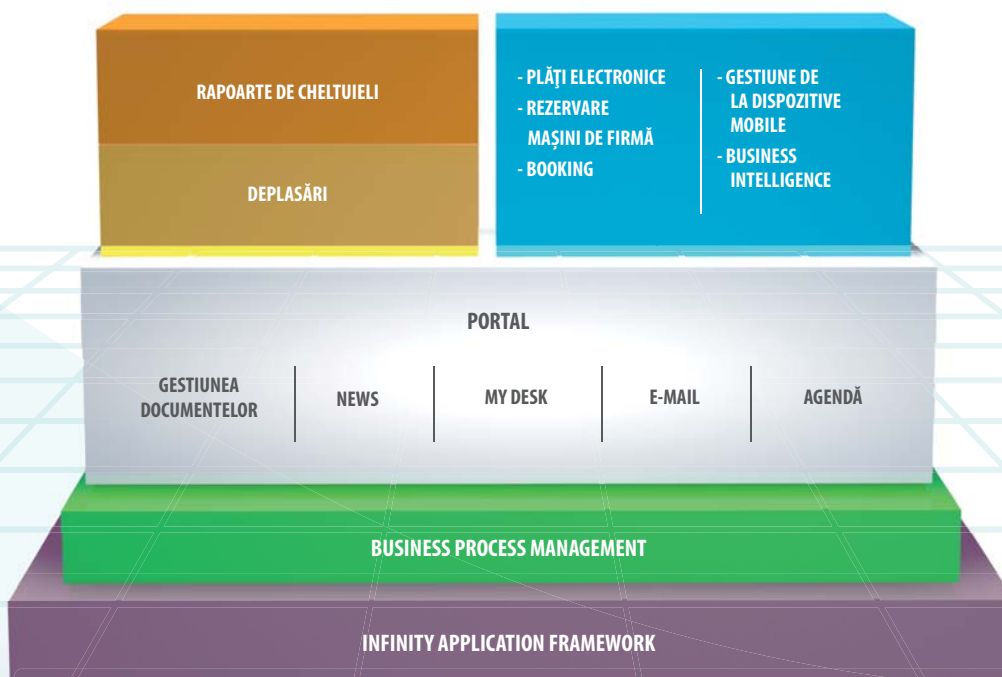 RAPOARTE DE CHELTUIELI
DEPLASĂRI
- PLĂŢI ELECTRONICE
- REZERVARE
MAȘINI DE FIRMĂ
- BOOKING
- GESTIUNE DE
LA DISPOZITIVE
MOBILE
- BUSINESS
INTELLIGENCE
PORTAL
GESTIUNEA
DOCUMENTELOR
NEWS
MY DESK
E-MAIL
AGENDĂ
BUSINESS PROCESS MANAGEMENT
INFINITY APPLICATION FRAMEWORK